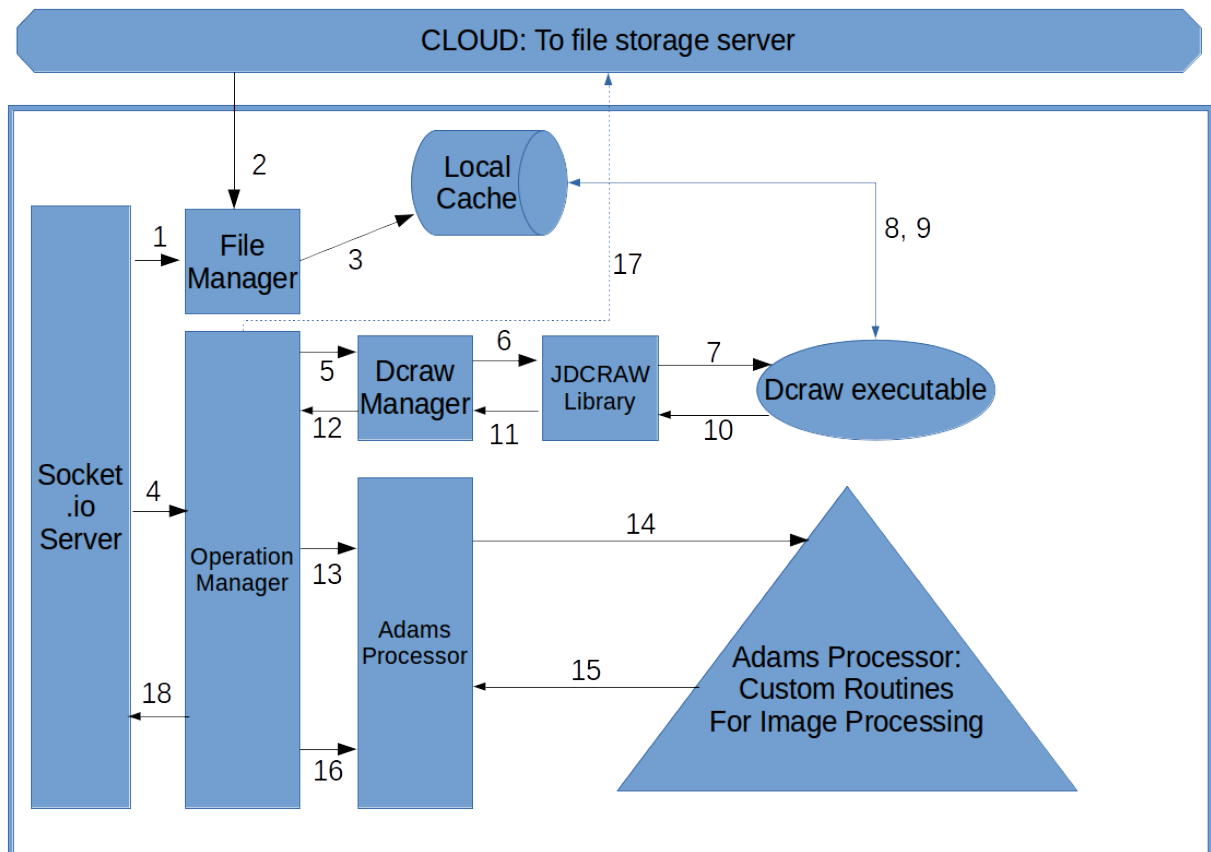 CLOUD: To file storage server
2
Local
Cache
1
File
Manager
3
8, 9
17
6
7
5
Dcraw
Manager
JDCRAW
Library
Dcraw executable
12
11
10
Socket
.io
Server
4
14
Operation
Manager
13
Adams
Processor
15
Adams Processor:
Custom Routines
For Image Processing
18
16